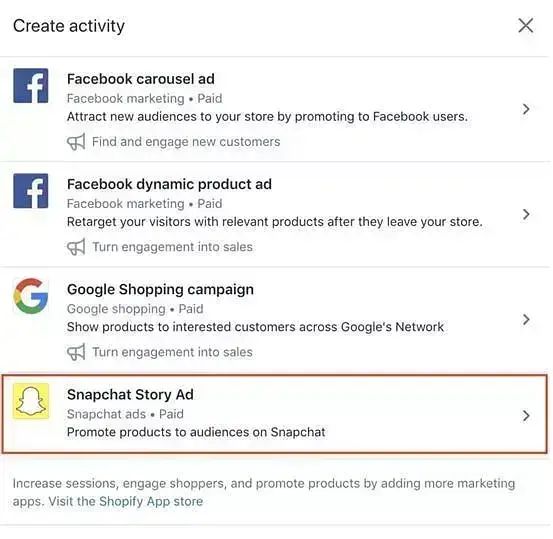 Create activity
Facebook carousel ad
Facebook marketing • Paid
Attract new audiences to your store by promoting to Facebook users.
Find and engage new customers
Facebook dynamic product ad
Facebook marketing • Paid
Retarget your visitors with relevant products after they leave your store.
Turn engagement into sales
Google Shopping campaign
Google shopping • Paid
Show products to interested customers across Google's Network
Turn engagement into sales
Snapchat Story Ad
Snapchat ads • Paid
Promote products to audiences on Snapchat
Increase sessions, engage shoppers, and promote products by adding more marketing
apps. Visit the Shopify App store